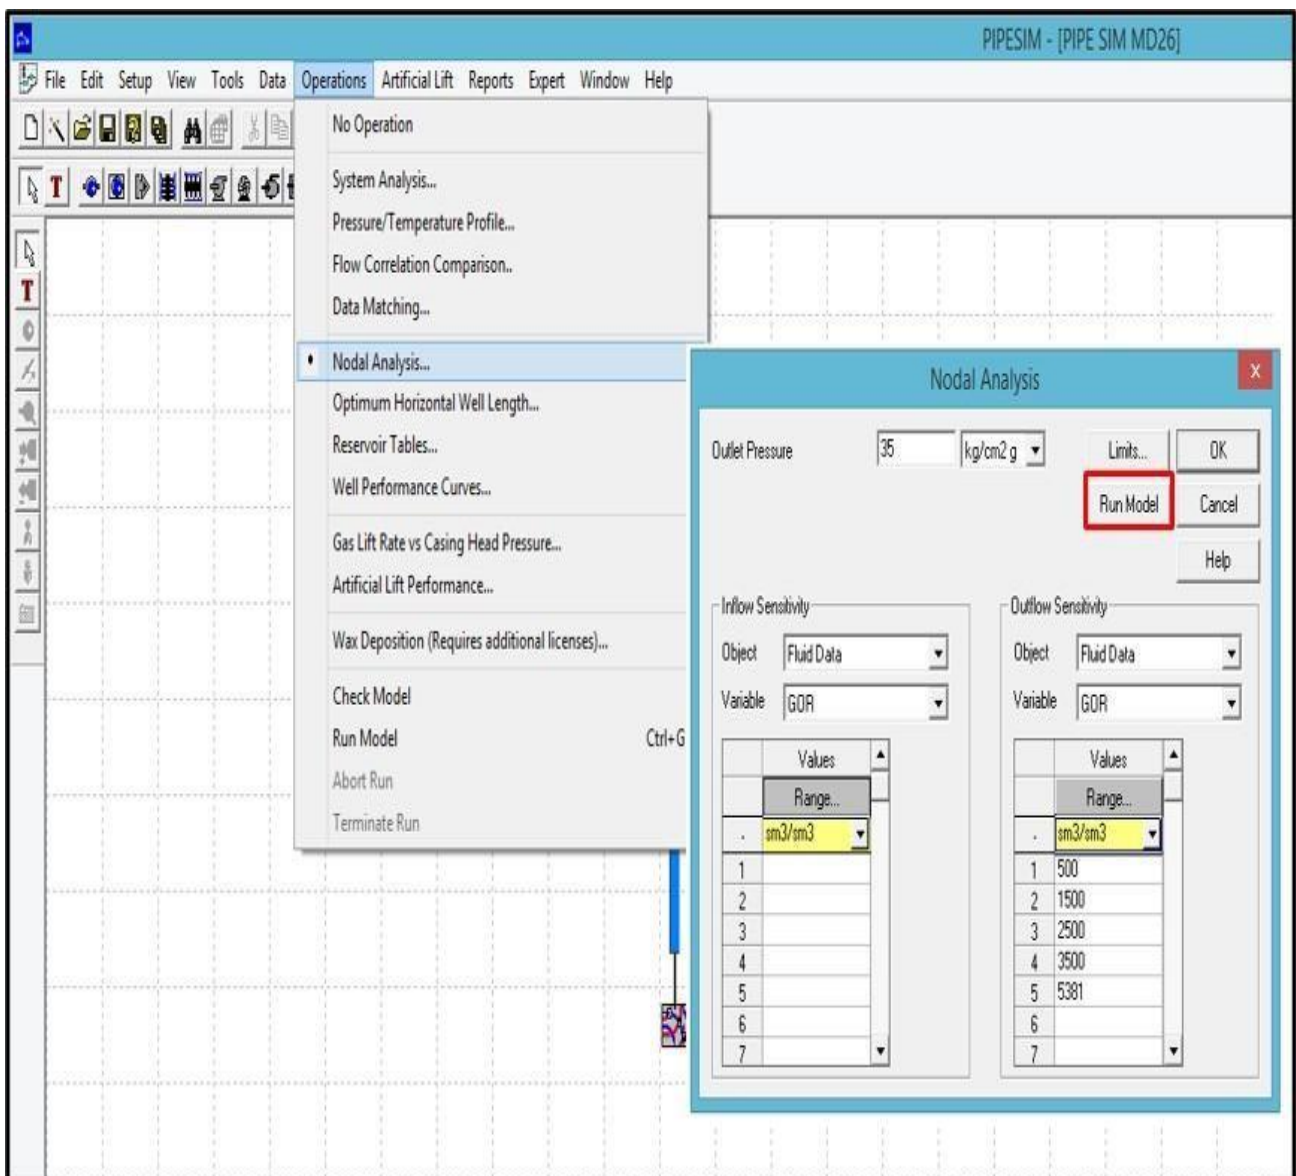 PIPESIM - [PIPE SIM MD26]
File Edit Setup View Tools Data Operations Artificial Lift Reports Expert Window Help
T
No Operation
System Analysis...
Pressure/Temperature Profile...
Flow Correlation Comparison..
Data Matching...
Nodal Analysis...
Optimum Horizontal Well Length...
Reservoir Tables...
Well Performance Curves...
Gas Lift Rate vs Casing Head Pressure...
Artificial Lift Performance...
Wax Deposition (Requires additional licenses)...
Check Model
Run Model Ctrl+G
Abort Run
Terminate Run
T
Nodal Analysis x
Outlet Pressure 35 kg/cm2 g Limits... OK
Run Model Cancel
Help
Inflow Sensitivity
Object Fluid Data
Variable GOR
Values
Range...
. sm3/sm3
1
2
3
4
5
6
7
Outflow Sensitivity
Object Fluid Data
Variable GOR
Values
Range...
. sm3/sm3
1 500
2 1500
3 2500
4 3500
5 5381
6
7